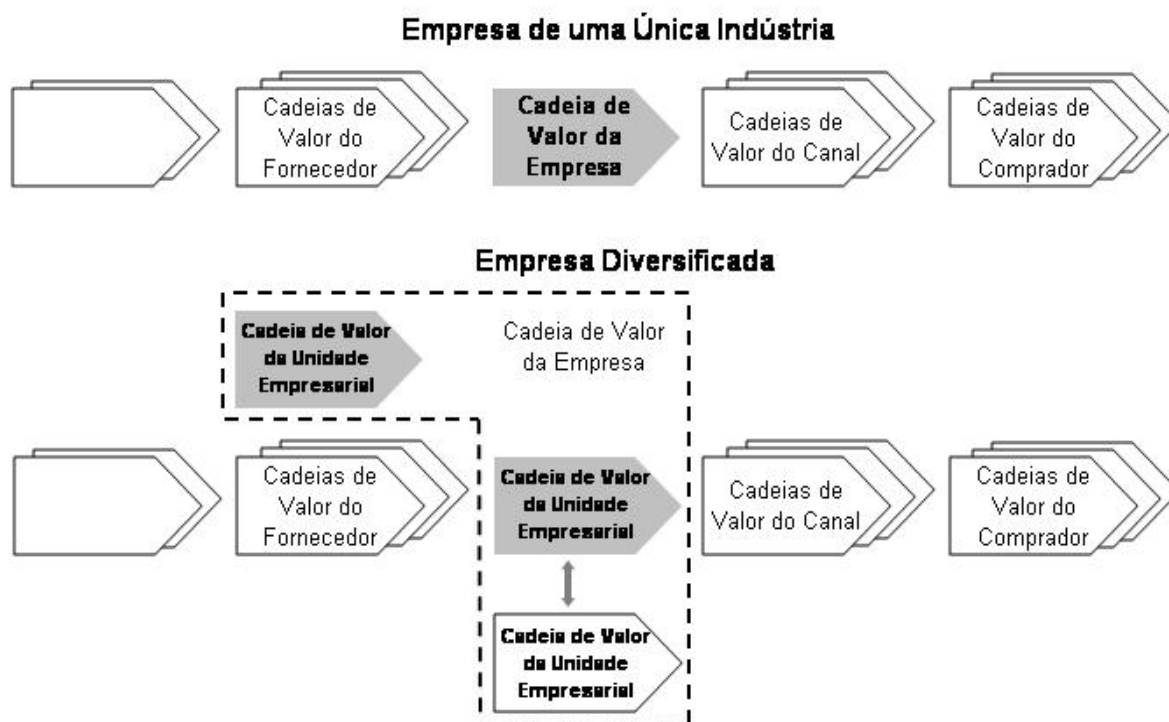 Empresa de uma Única Indústria
Cadeias de
Valor do
Fornecedor
Cadeia de
Valor da
Empresa
Cadeias de
Valor do Canal
Cadeias de
Valor do
Comprador
Empresa Diversificada
Cadeia de Valor
da Unidade
Empresarial
Cadeia de Valor
da Empresa
Cadeias de
Valor do
Fornecedor
Cadeia de Valor
da Unidade
Empresarial
Cadeias de
Valor do Canal
Cadeias de
Valor do
Comprador
Cadeia de Valor
da Unidade
Empresarial